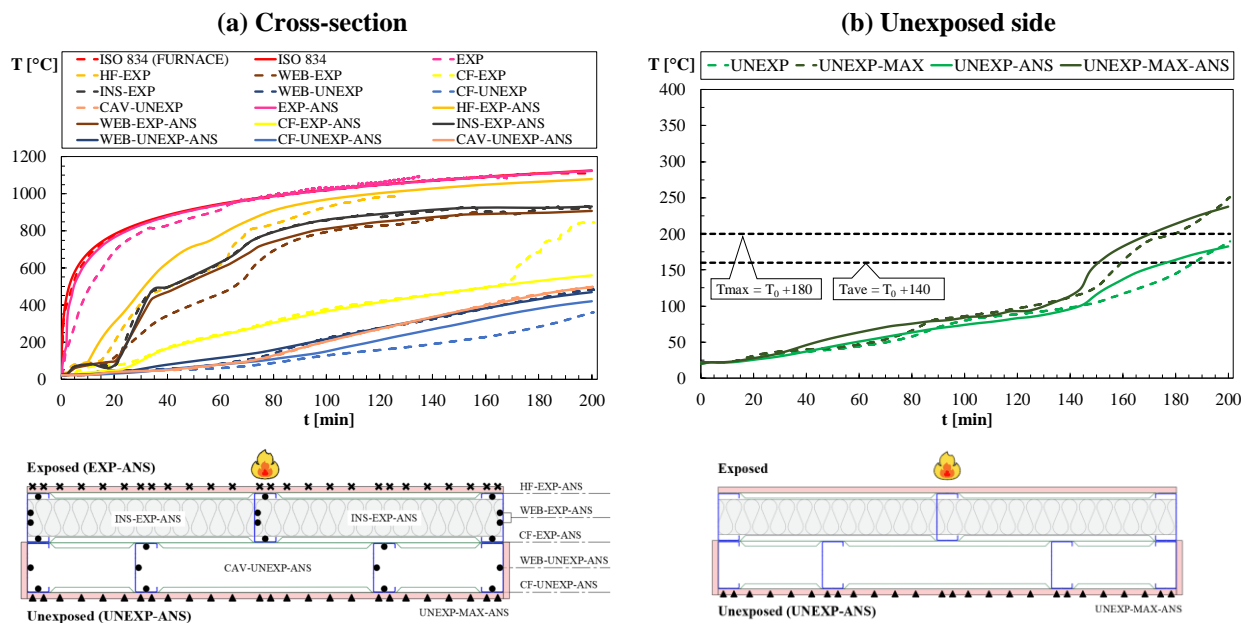 (a) Cross-section
T [°C]
ISO 834 (FURNACE) ISO 834 EXP
HF-EXP WEB-EXP CF-EXP
INS-EXP WEB-UNEXP CF-UNEXP
CAV-UNEXP EXP-ANS HF-EXP-ANS
WEB-EXP-ANS CF-EXP-ANS INS-EXP-ANS
WEB-UNEXP-ANS CF-UNEXP-ANS CAV-UNEXP-ANS
1200
1000
800
600
400
200
0
0 20 40 60 80 100 120 140 160 180 200
t [min]
Exposed (EXP-ANS)
HF-EXP-ANS
INS-EXP-ANS INS-EXP-ANS WEB-EXP-ANS
CF-EXP-ANS
CAV-UNEXP-ANS WEB-UNEXP-ANS
CF-UNEXP-ANS
Unexposed (UNEXP-ANS) UNEXP-MAX-ANS
(b) Unexposed side
T [°C]
UNEXP UNEXP-MAX UNEXP-ANS UNEXP-MAX-ANS
400
350
300
250
200
150
100
50
0
Tmax = T0 +180 Tave = T0 +140
0 20 40 60 80 100 120 140 160 180 200
t [min]
Exposed
Unexposed (UNEXP-ANS) UNEXP-MAX-ANS